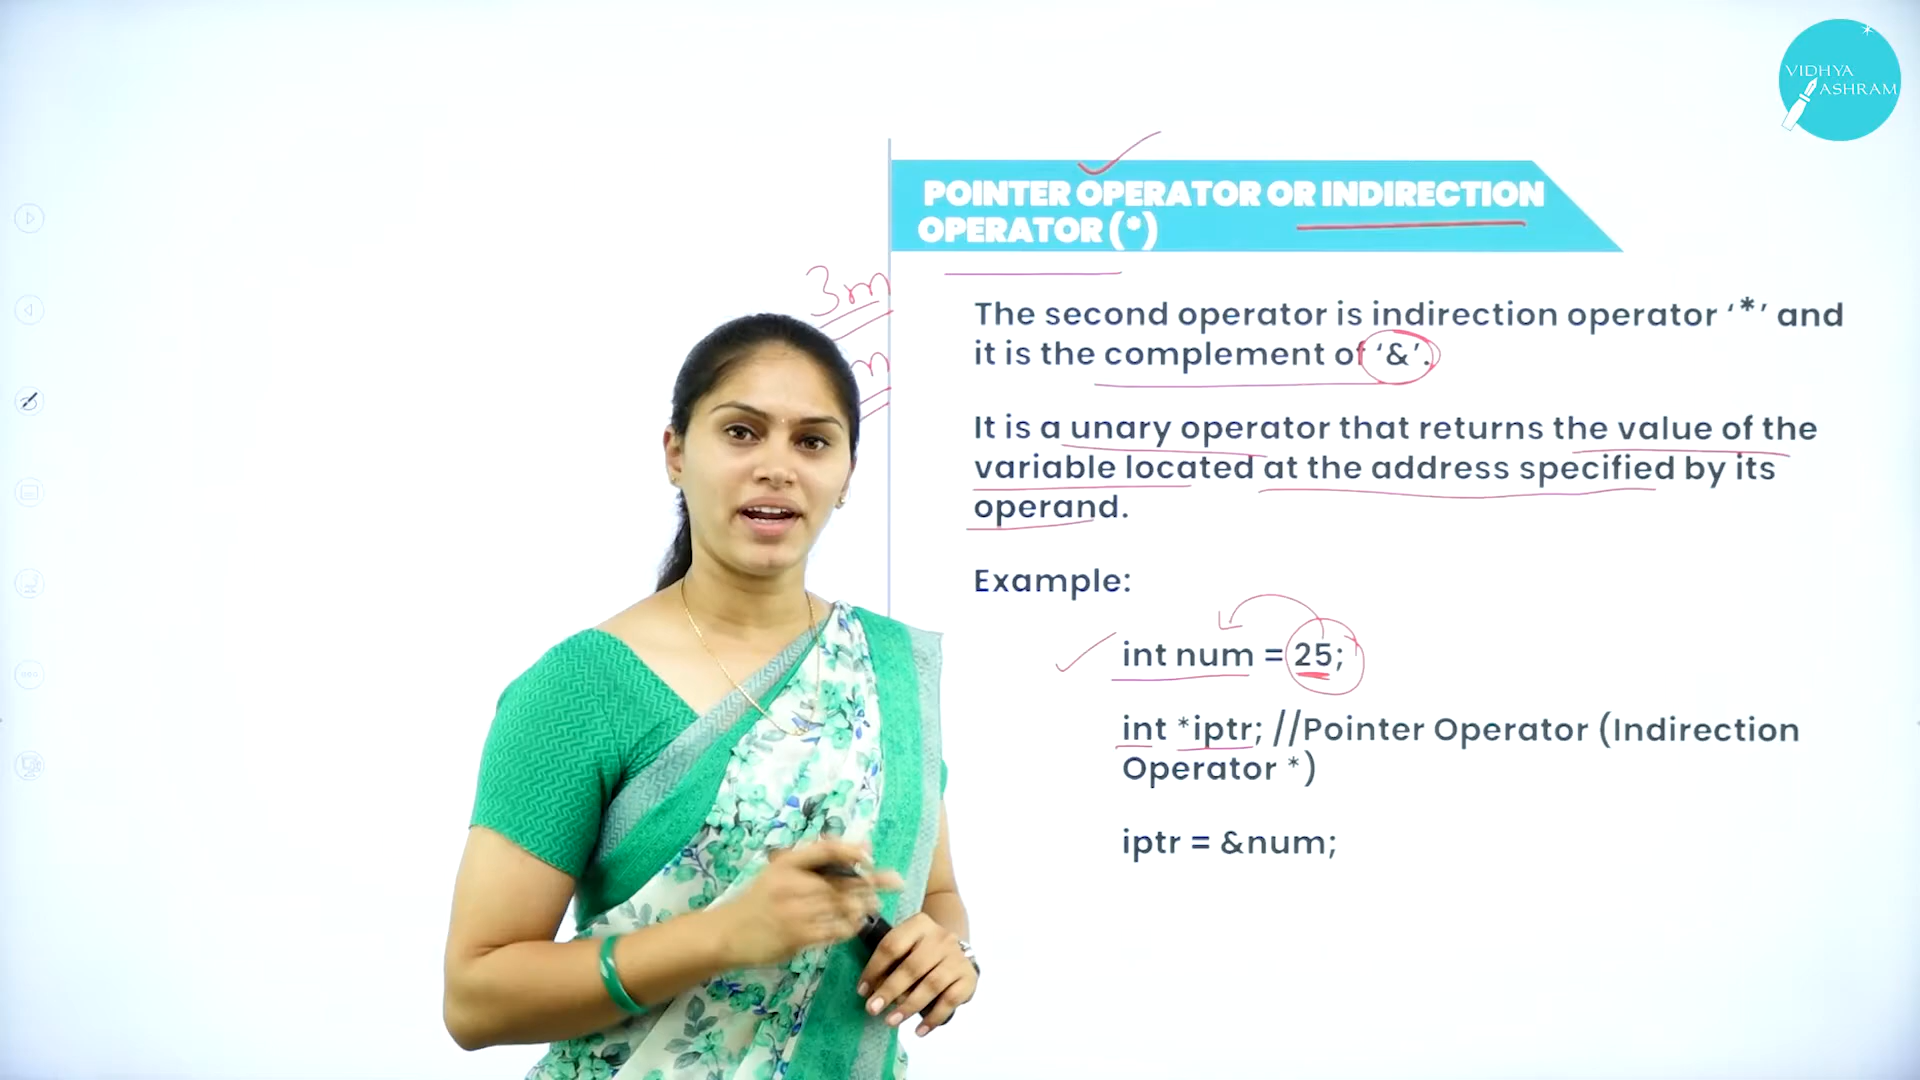 VIDHYA
ASHRAM
POINTER OPERATOR OR INDIRECTION
OPERATOR (*)
3m
m
The second operator is indirection operator ‘*’ and
it is the complement of ‘&’.
It is a unary operator that returns the value of the
variable located at the address specified by its
operand.
Example:
int num = 25;
int *iptr; //Pointer Operator (Indirection
Operator *)
iptr = &num;